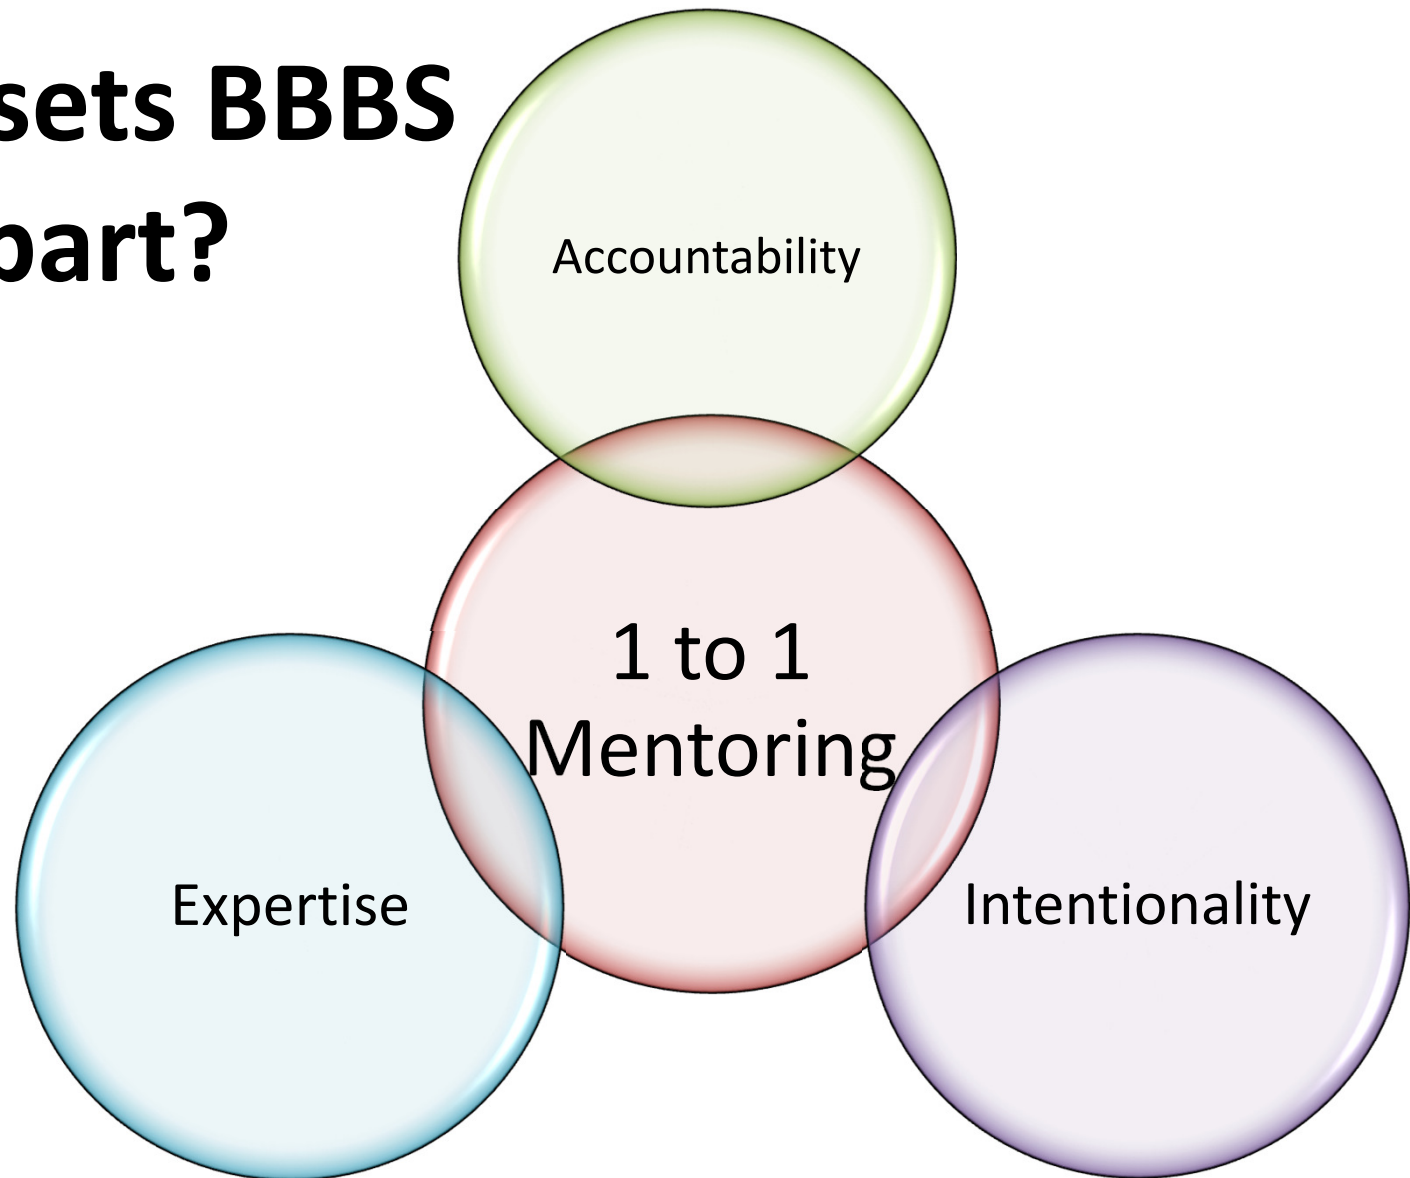 sets BBBS
part?
Accountability
1 to 1
Mentoring
Expertise
Intentionality